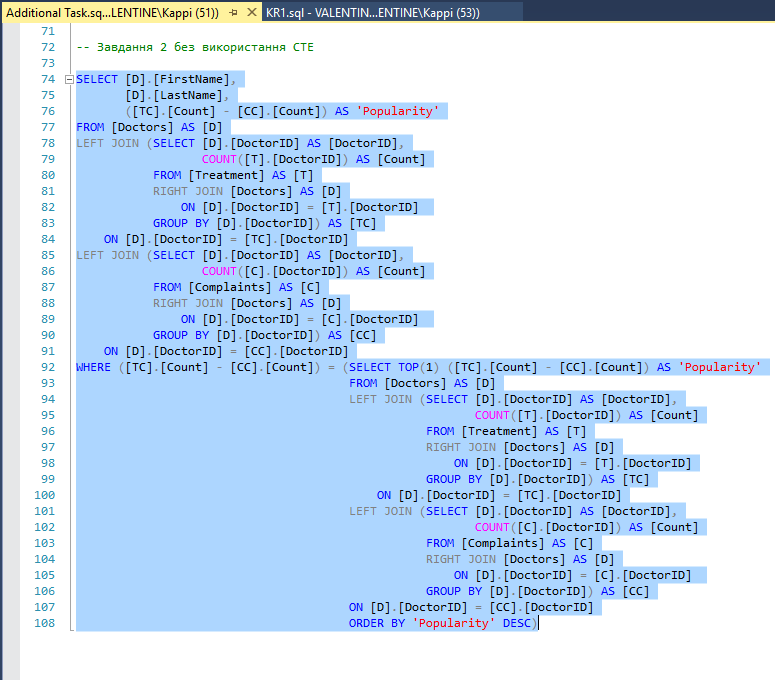 Additional Task.sq...LENTINE\Kappi (51))
KR1.sql - VALENTIN...ENTINE\Kappi (53))
71
72 -- Завдання 2 без використання CTE
73
74 SELECT [D].[FirstName],
75 [D].[LastName],
76 ([TC].[Count] - [CC].[Count]) AS 'Popularity'
77 FROM [Doctors] AS [D]
78 LEFT JOIN (SELECT [D].[DoctorID] AS [DoctorID],
79 COUNT([T].[DoctorID]) AS [Count]
80 FROM [Treatment] AS [T]
81 RIGHT JOIN [Doctors] AS [D]
82 ON [D].[DoctorID] = [T].[DoctorID]
83 GROUP BY [D].[DoctorID]) AS [TC]
84 ON [D].[DoctorID] = [TC].[DoctorID]
85 LEFT JOIN (SELECT [D].[DoctorID] AS [DoctorID],
86 COUNT([C].[DoctorID]) AS [Count]
87 FROM [Complaints] AS [C]
88 RIGHT JOIN [Doctors] AS [D]
89 ON [D].[DoctorID] = [C].[DoctorID]
90 GROUP BY [D].[DoctorID]) AS [CC]
91 ON [D].[DoctorID] = [CC].[DoctorID]
92 WHERE ([TC].[Count] - [CC].[Count]) = (SELECT TOP(1) ([TC].[Count] - [CC].[Count]) AS 'Popularity'
93 FROM [Doctors] AS [D]
94 LEFT JOIN (SELECT [D].[DoctorID] AS [DoctorID],
95 COUNT([T].[DoctorID]) AS [Count]
96 FROM [Treatment] AS [T]
97 RIGHT JOIN [Doctors] AS [D]
98 ON [D].[DoctorID] = [T].[DoctorID]
99 GROUP BY [D].[DoctorID]) AS [TC]
100 ON [D].[DoctorID] = [TC].[DoctorID]
101 LEFT JOIN (SELECT [D].[DoctorID] AS [DoctorID],
102 COUNT([C].[DoctorID]) AS [Count]
103 FROM [Complaints] AS [C]
104 RIGHT JOIN [Doctors] AS [D]
105 ON [D].[DoctorID] = [C].[DoctorID]
106 GROUP BY [D].[DoctorID]) AS [CC]
107 ON [D].[DoctorID] = [CC].[DoctorID]
108 ORDER BY 'Popularity' DESC)